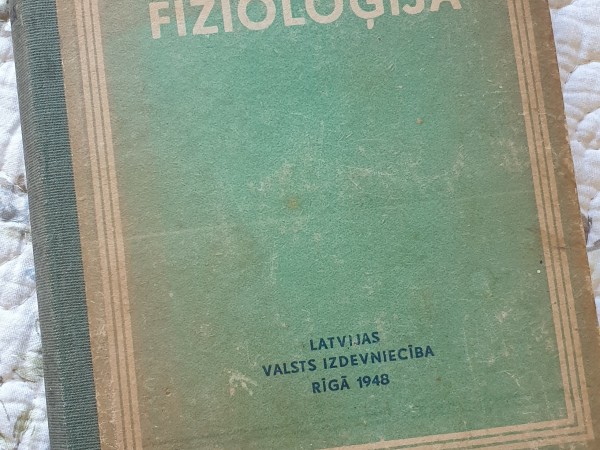 FIZIOLOĢIJA
LATVIJAS
VALSTS IZDEVNIECĪBA
RĪGĀ 1948